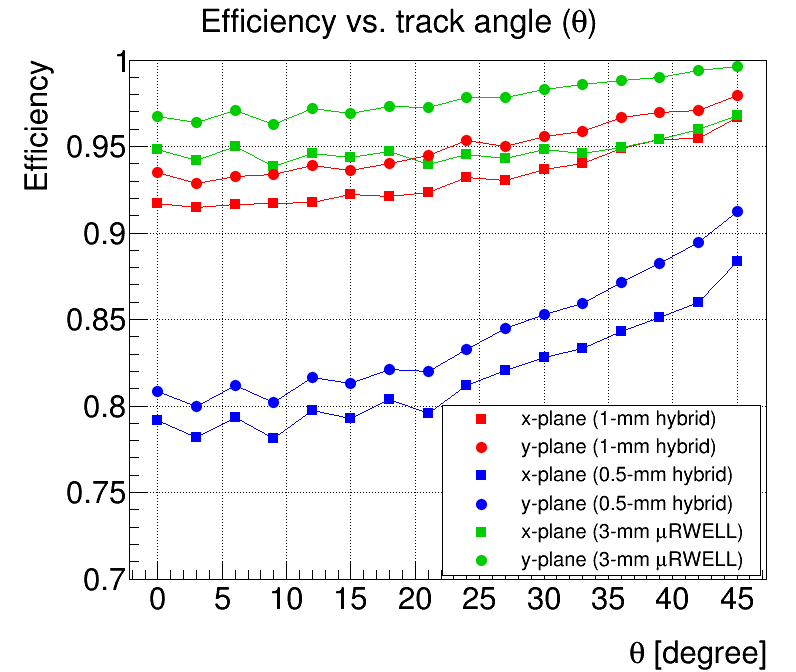 Efficiency vs. track angle (θ)
Efficiency
1
0.95
0.9
0.85
0.8
0.75
0.7
x-plane (1-mm hybrid)
y-plane (1-mm hybrid)
x-plane (0.5-mm hybrid)
y-plane (0.5-mm hybrid)
x-plane (3-mm μRWELL)
y-plane (3-mm μRWELL)
0 5 10 15 20 25 30 35 40 45
θ [degree]